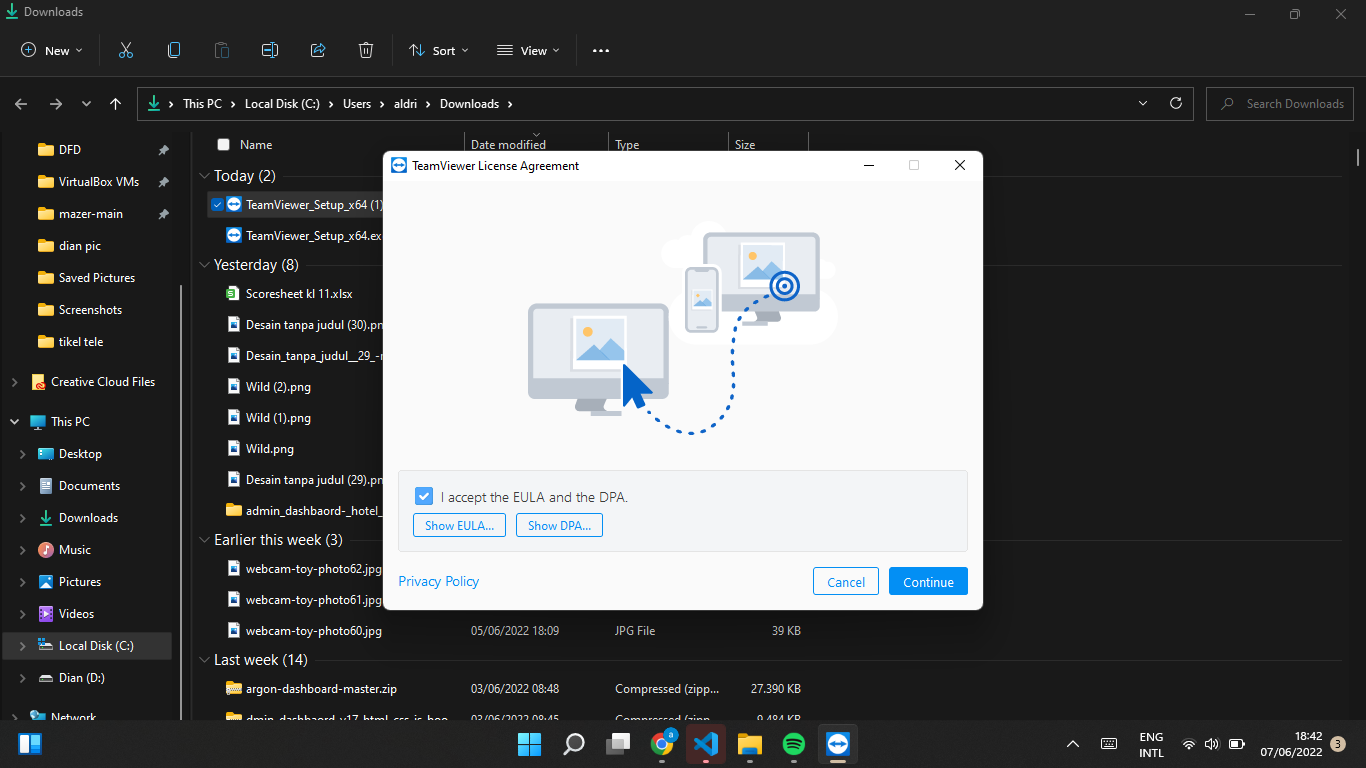 Downloads
New
Sort
View
This PC
Local Disk (C:)
Users
aldri
Downloads
Search Downloads
DFD
VirtualBox VMs
mazer-main
dian pic
Saved Pictures
Screenshots
tikel tele
Creative Cloud Files
This PC
Desktop
Documents
Downloads
Music
Pictures
Videos
Local Disk (C:)
Dian (D:)
Network
Name
Date modified
Type
Size
Today (2)
TeamViewer_Setup_x64 (1)
TeamViewer_Setup_x64.ex
Yesterday (8)
Scoresheet kl 11.xlsx
Desain tanpa judul (30).pn
Desain_tanpa_judul__29_-r
Wild (2).png
Wild (1).png
Wild.png
Desain tanpa judul (29).pn
admin_dashbaord-_hotel_
Earlier this week (3)
webcam-toy-photo62.jpg
webcam-toy-photo61.jpg
webcam-toy-photo60.jpg 05/06/2022 18:09 JPG File 39 KB
Last week (14)
argon-dashboard-master.zip 03/06/2022 08:48 Compressed (zipp... 27.390 KB
dmin_dashbaord_v17_html_css_js_boo 03/06/2022 08:45 Compressed (zipp 9.484 KB
TeamViewer License Agreement
I accept the EULA and the DPA.
Show EULA...
Show DPA...
Privacy Policy
Cancel
Continue
a
ENG
INTL
18:42
07/06/2022
3